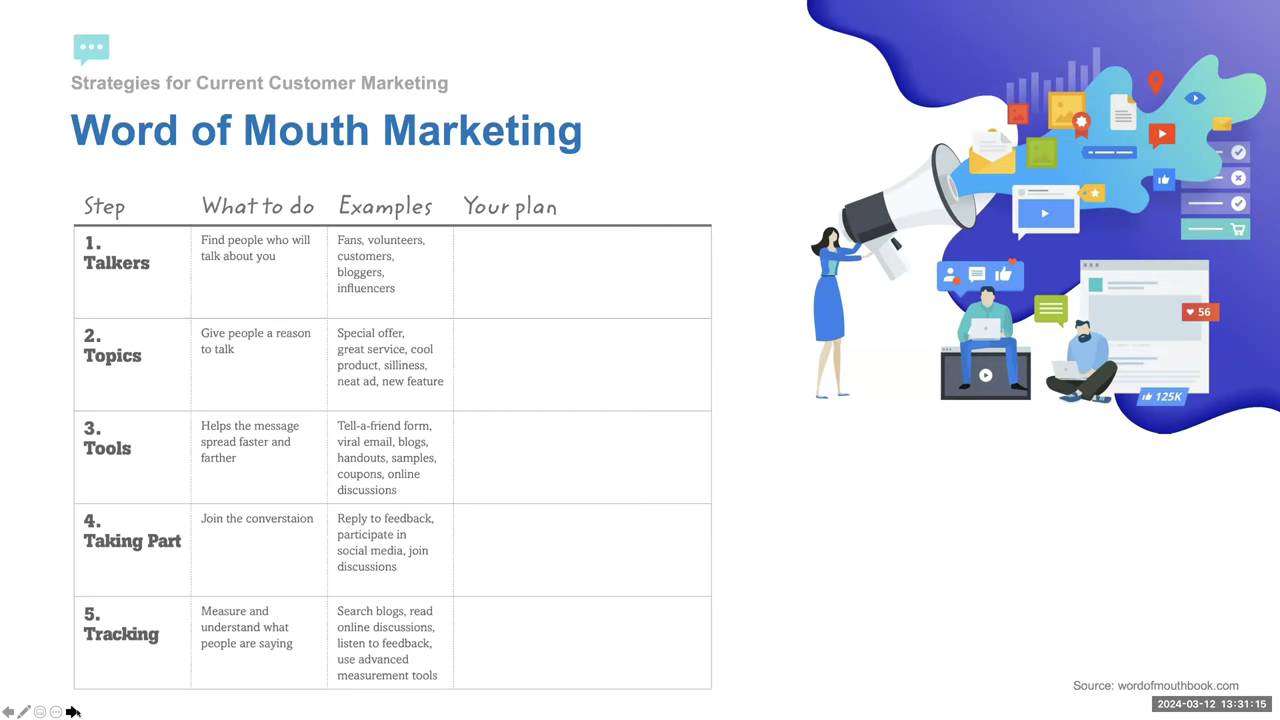 Strategies for Current Customer Marketing
Word of Mouth Marketing
Step
What to do
Examples
Your plan
1.
Talkers
Find people who will
talk about you
Fans, volunteers,
customers,
bloggers,
influencers
2.
Topics
Give people a reason
to talk
Special offer,
great service, cool
product, silliness,
neat ad, new feature
3.
Tools
Helps the message
spread faster and
farther
Tell-a-friend form,
viral email, blogs,
handouts, samples,
coupons, online
discussions
4.
Taking Part
Join the converstaion
Reply to feedback,
participate in
social media, join
discussions
5.
Tracking
Measure and
understand what
people are saying
Search blogs, read
online discussions,
listen to feedback,
use advanced
measurement tools
56
125K
Source: wordofmouthbook.com
2024-03-12 13:31:15